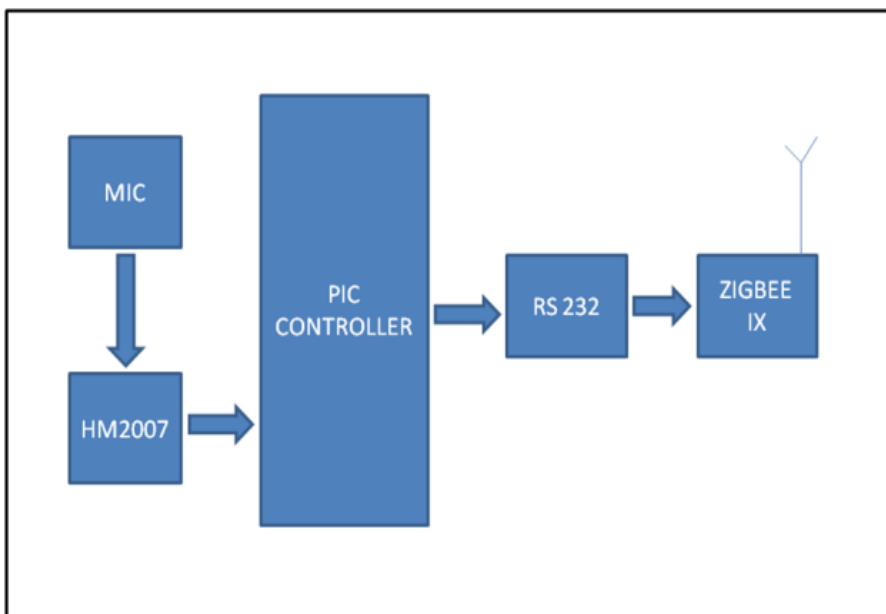 MIC
HM2007
PIC
CONTROLLER
RS 232
ZIGBEE
IX